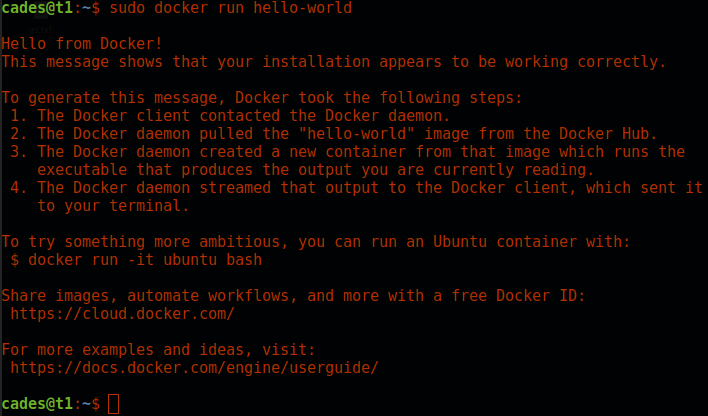 cades@t1:~$ sudo docker run hello-world
Hello from Docker!
This message shows that your installation appears to be working correctly.
To generate this message, Docker took the following steps:
1. The Docker client contacted the Docker daemon.
2. The Docker daemon pulled the "hello-world" image from the Docker Hub.
3. The Docker daemon created a new container from that image which runs the
executable that produces the output you are currently reading.
4. The Docker daemon streamed that output to the Docker client, which sent it
to your terminal.
To try something more ambitious, you can run an Ubuntu container with:
$ docker run -it ubuntu bash
Share images, automate workflows, and more with a free Docker ID:
https://cloud.docker.com/
For more examples and ideas, visit:
https://docs.docker.com/engine/userguide/
cades@t1:~$